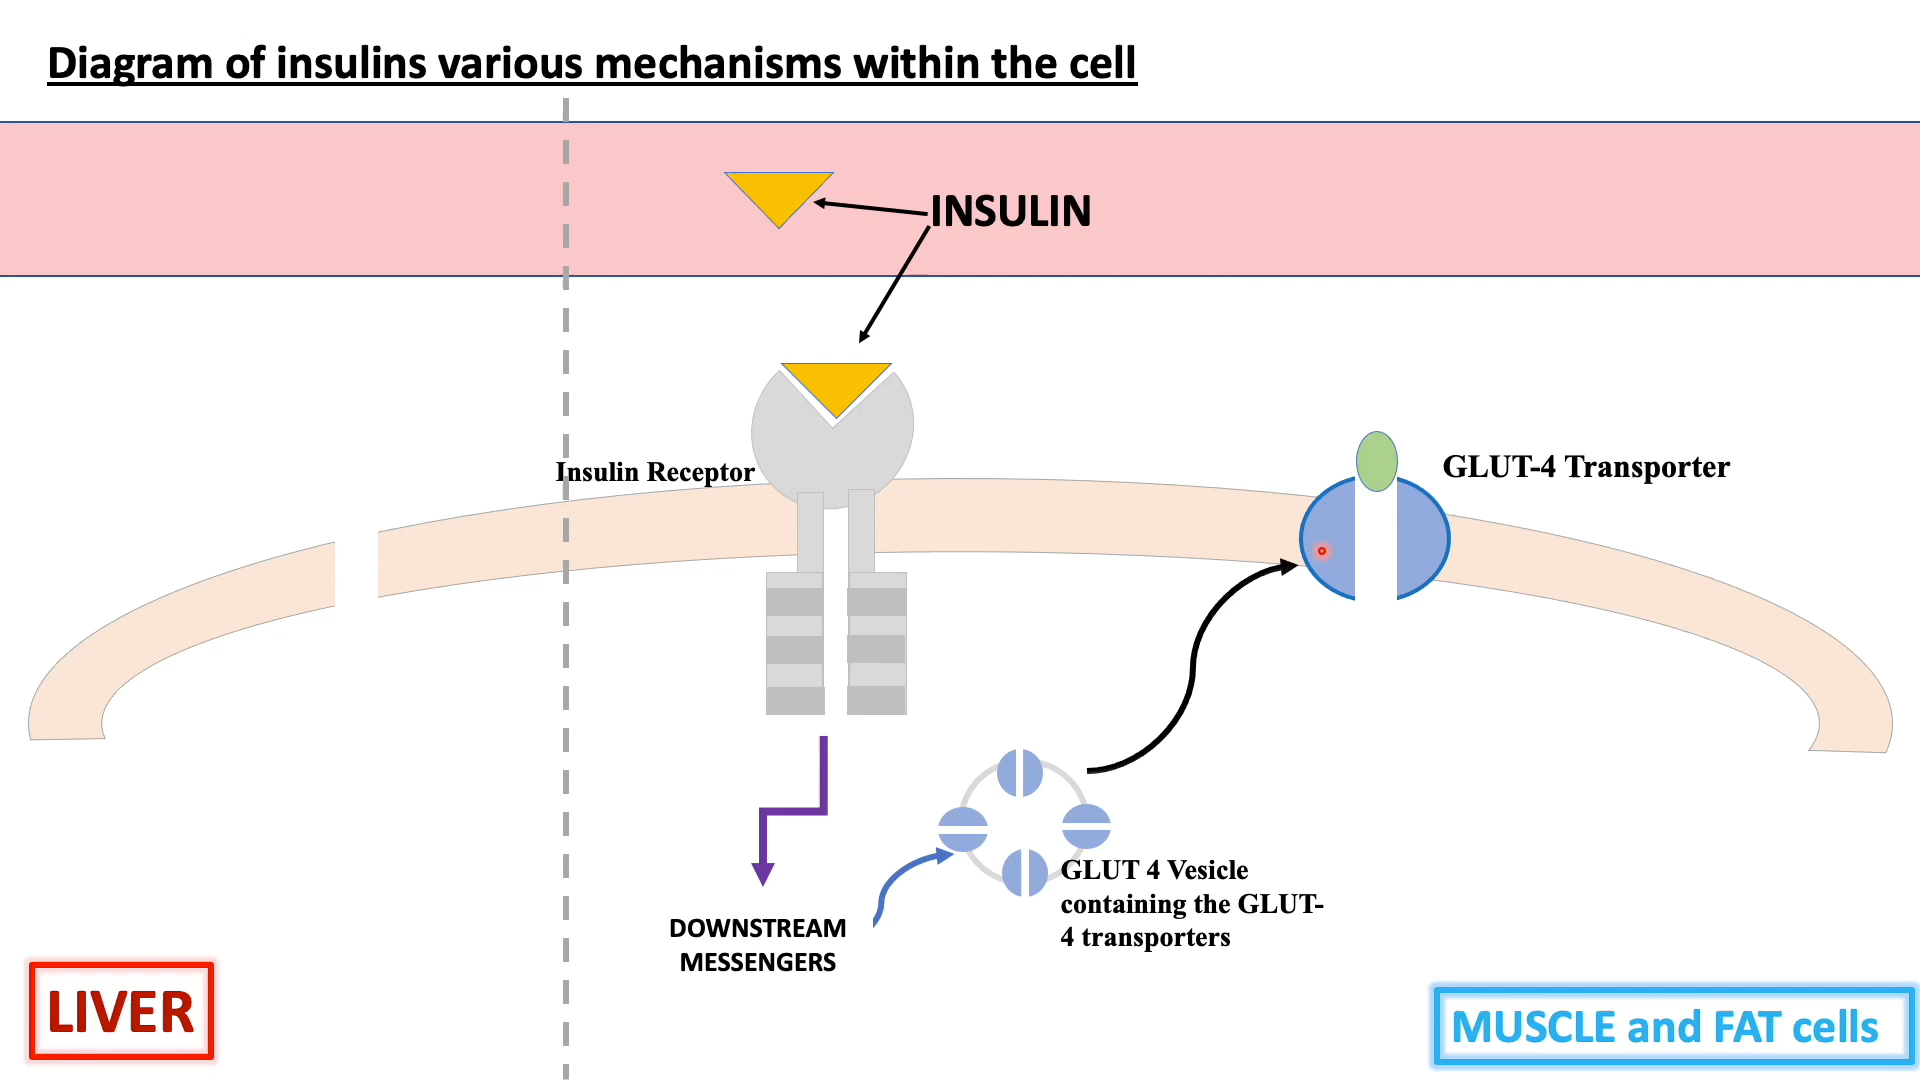 Diagram of insulins various mechanisms within the cell
INSULIN
Insulin Receptor
GLUT-4 Transporter
GLUT 4 Vesicle
containing the GLUT-
4 transporters
DOWNSTREAM
MESSENGERS
LIVER
MUSCLE and FAT cells